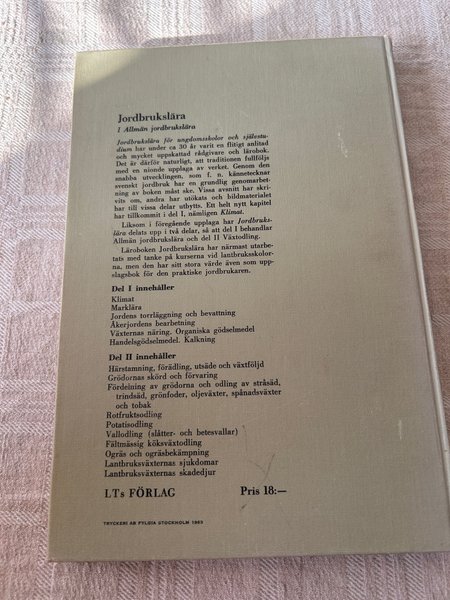 Jordbrukslära
I Allmän jordbrukslära
Jordbrukslära för ungdomsskolor och självstu-
dium har under ca 30 år varit en flitigt anlitad
och mycket uppskattad rådgivare och lärobok.
Det är därför naturligt, att traditionen fullföljs
med en nionde upplaga av verket. Genom den
snabba utvecklingen, som f. n. kännetecknar
svenskt jordbruk har en grundlig genomarbet-
ning av boken måst ske. Vissa avsnitt har skri-
vits om, andra har utökats och bildmaterialet
har till vissa delar utbytts. Ett helt nytt kapitel
har tillkommit i del I, nämligen Klimat.
Liksom i föregående upplaga har Jordbruks-
lära delats upp i två delar, så att del I behandlar
Allmän jordbrukslära och del II Växtodling.
Läroboken Jordbrukslära har närmast utarbe-
tats med tanke på kurserna vid lantbruksskolor-
na, men den har sitt stora värde även som upp-
slagsbok för den praktiske jordbrukaren.
Del I innehåller
Klimat
Marklära
Jordens torrläggning och bevattning
Åkerjordens bearbetning
Växternas näring. Organiska gödselmedel
Handelsgödselmedel. Kalkning
Del II innehåller
Härstamning, förädling, utsäde och växtföljd
Grödornas skörd och förvaring
Fördelning av grödorna och odling av stråsäd,
trindsäd, grönfoder, oljeväxter, spånadsväxter
och tobak
Rotfruktsodling
Potatisodling
Vallodling (slåtter- och betesvallar)
Fältmässig köksväxtodling
Ogräs och ogräsbekämpning
Lantbruksväxternas sjukdomar
Lantbruksväxternas skadedjur
LTs FÖRLAG Pris 18:—
TRYCKERI AB FYLGIA STOCKHOLM 1963